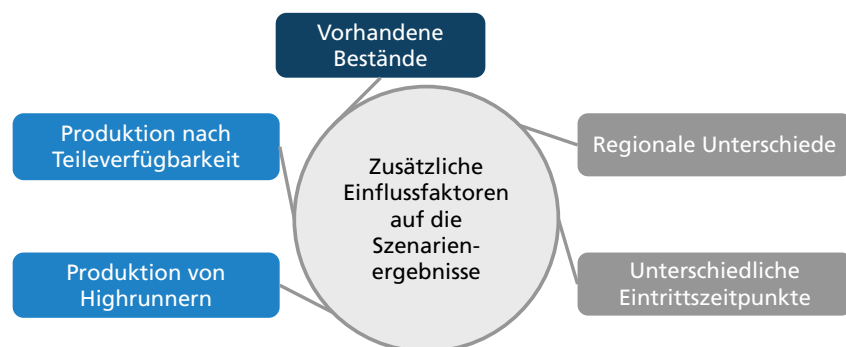 Vorhandene
Bestände
Produktion nach
Teileverfügbarkeit
Regionale Unterschiede
Zusätzliche
Einflussfaktoren
auf die
Szenarien-
ergebnisse
Produktion von
Highrunnern
Unterschiedliche
Eintrittszeitpunkte